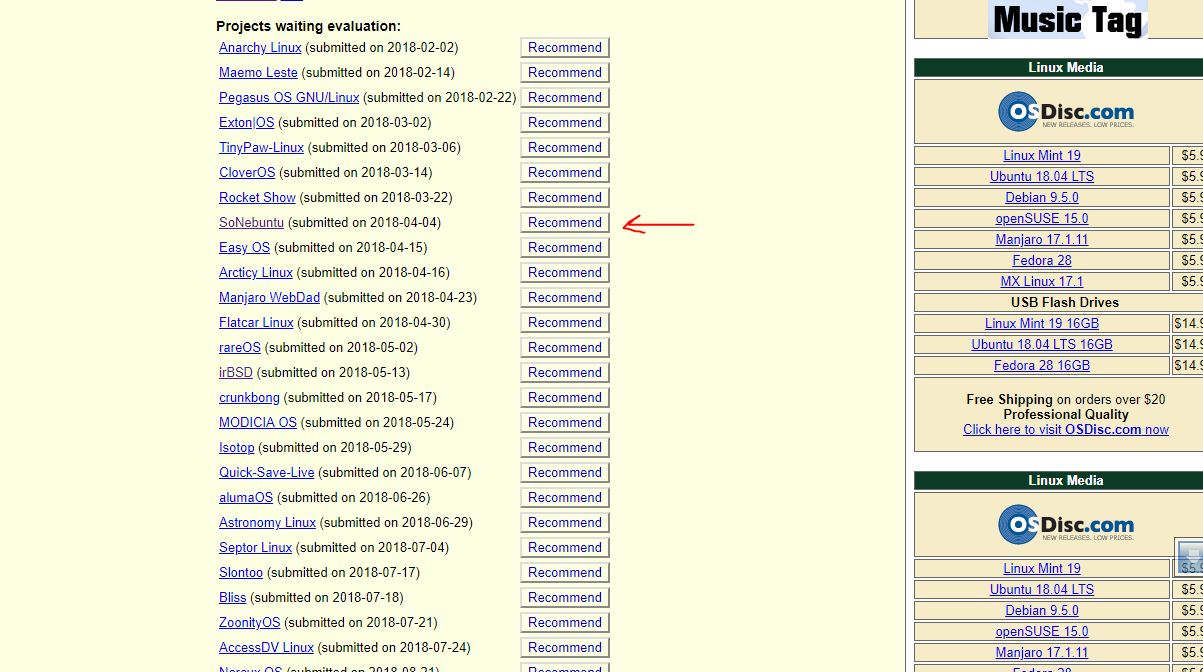 Projects waiting evaluation:
Anarchy Linux (submitted on 2018-02-02) Recommend
Maemo Leste (submitted on 2018-02-14) Recommend
Pegasus OS GNU/Linux (submitted on 2018-02-22) Recommend
Exton|OS (submitted on 2018-03-02) Recommend
TinyPaw-Linux (submitted on 2018-03-06) Recommend
CloverOS (submitted on 2018-03-14) Recommend
Rocket Show (submitted on 2018-03-22) Recommend
SoNebuntu (submitted on 2018-04-04) Recommend
Easy OS (submitted on 2018-04-15) Recommend
Arcticy Linux (submitted on 2018-04-16) Recommend
Manjaro WebDad (submitted on 2018-04-23) Recommend
Flatcar Linux (submitted on 2018-04-30) Recommend
rareOS (submitted on 2018-05-02) Recommend
irBSD (submitted on 2018-05-13) Recommend
crunkbong (submitted on 2018-05-17) Recommend
MODICIA OS (submitted on 2018-05-24) Recommend
Isotop (submitted on 2018-05-29) Recommend
Quick-Save-Live (submitted on 2018-06-07) Recommend
alumaOS (submitted on 2018-06-26) Recommend
Astronomy Linux (submitted on 2018-06-29) Recommend
Septor Linux (submitted on 2018-07-04) Recommend
Slontoo (submitted on 2018-07-17) Recommend
Bliss (submitted on 2018-07-18) Recommend
ZoonityOS (submitted on 2018-07-21) Recommend
AccessDV Linux (submitted on 2018-07-24) Recommend
Music Tag
Linux Media
OSDisc.com
NEW RELEASES. LOW PRICES.
Linux Mint 19 $5.9
Ubuntu 18.04 LTS $5.9
Debian 9.5.0 $5.9
openSUSE 15.0 $5.9
Manjaro 17.1.11 $5.9
Fedora 28 $5.9
MX Linux 17.1 $5.9
USB Flash Drives
Linux Mint 19 16GB $14.9
Ubuntu 18.04 LTS 16GB $14.9
Fedora 28 16GB $14.9
Free Shipping on orders over $20
Professional Quality
Click here to visit OSDisc.com now
Linux Media
OSDisc.com
NEW RELEASES. LOW PRICES.
Linux Mint 19 $5.9
Ubuntu 18.04 LTS $5.9
Debian 9.5.0 $5.9
openSUSE 15.0 $5.9
Manjaro 17.1.11 $5.9